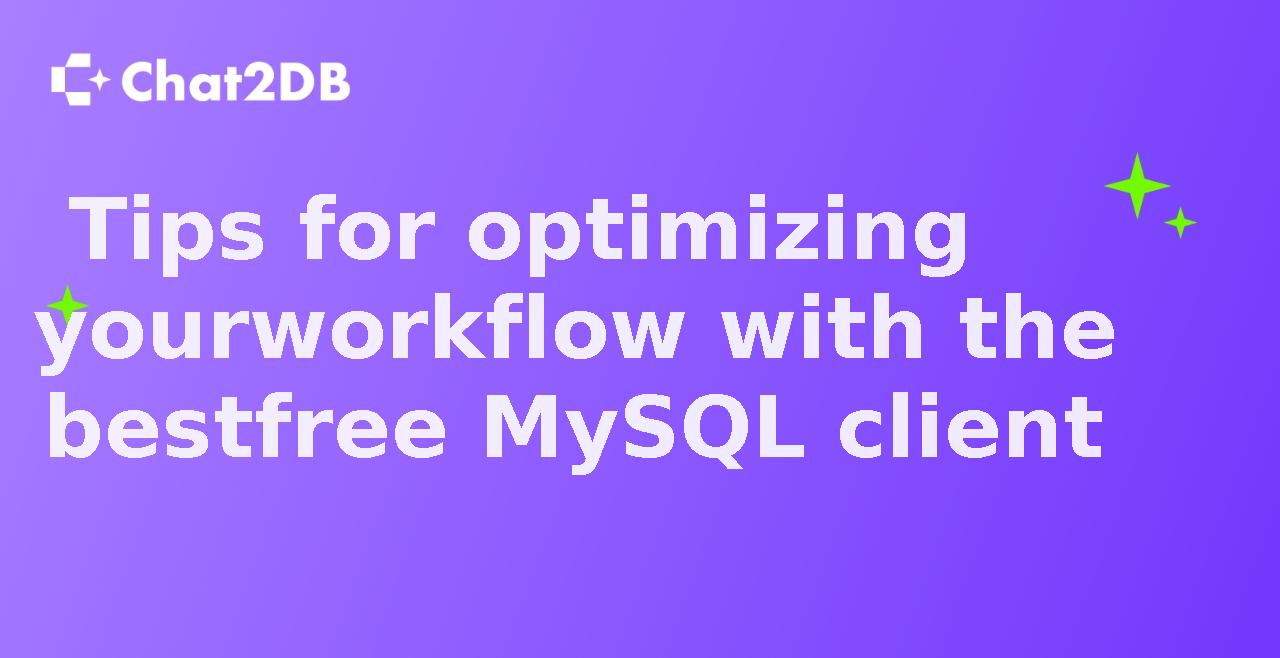 Chat2DB
Tips for optimizing
yourworkflow with the
bestfree MySQL client